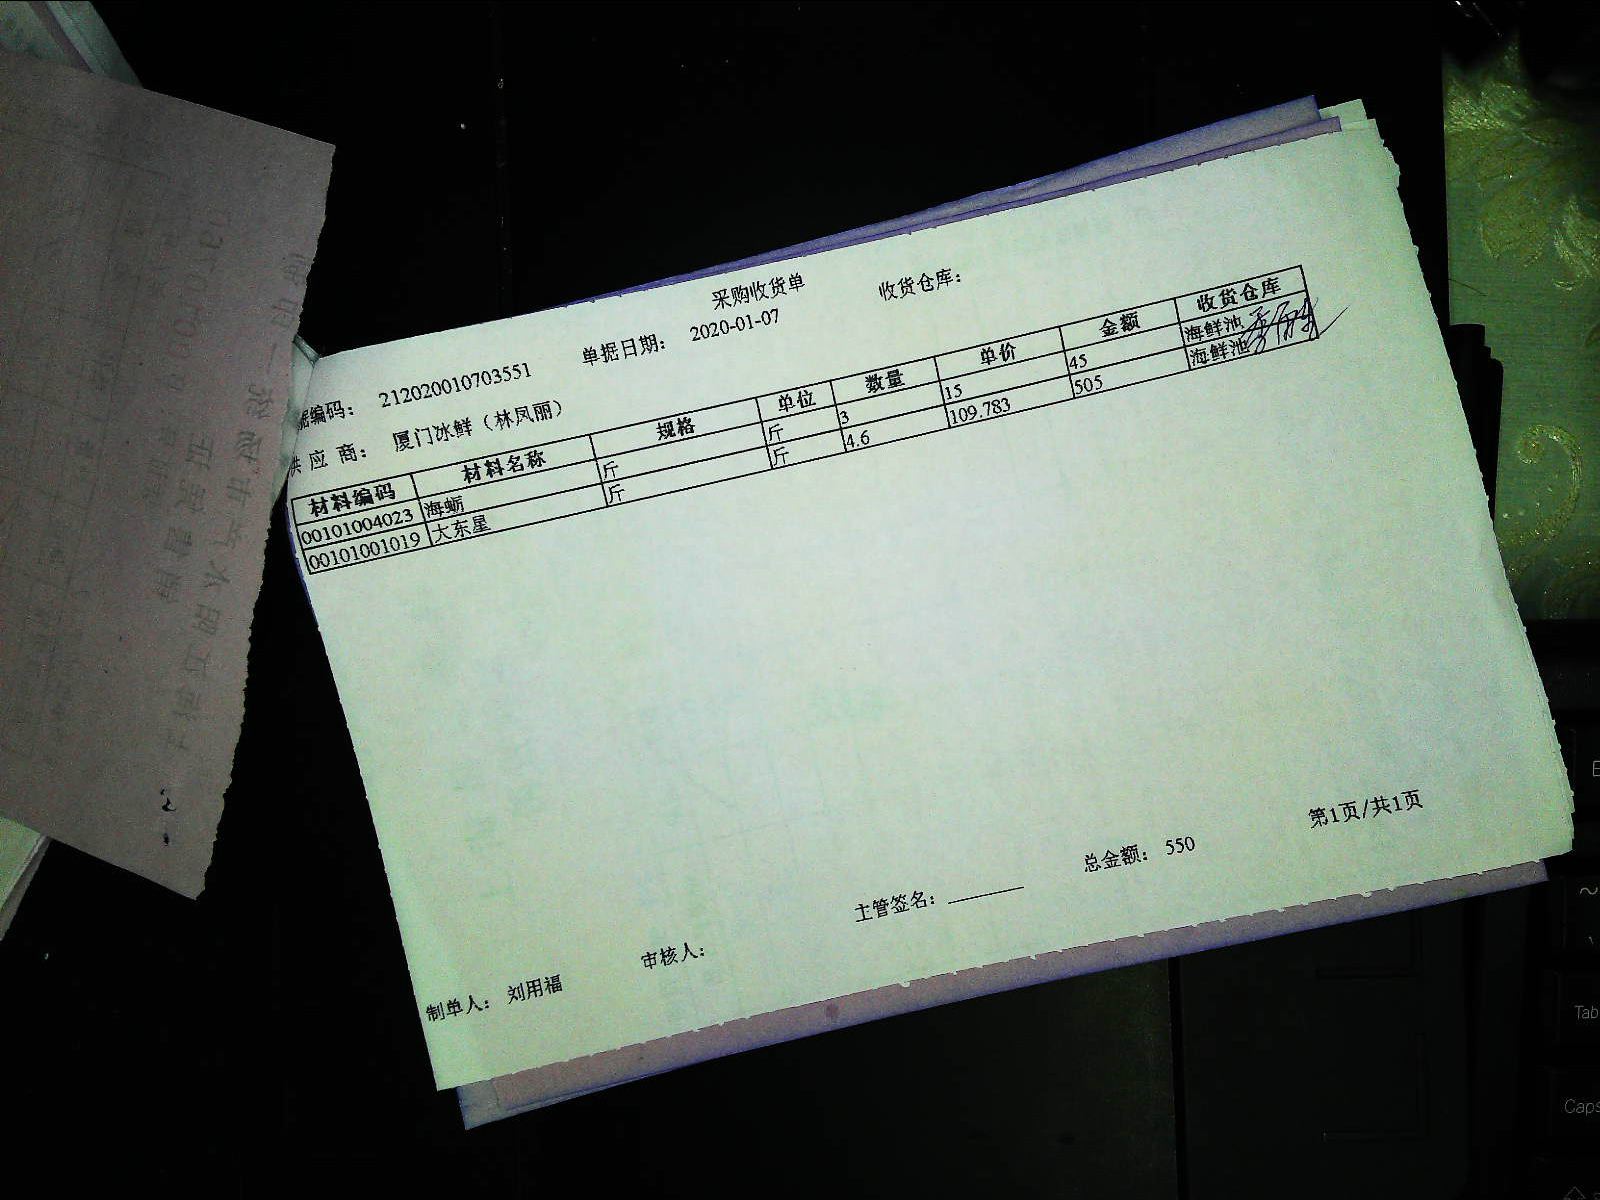 采购收货单
收货仓库：
据编码： 212020010703551 单据日期： 2020-01-07
供 应 商： 厦门冰鲜（林凤丽）
材料编码 材料名称 规格 单位 数量 单价 金额 收货仓库
00101004023 海蛎 斤 斤 3 15 45 海鲜池
00101001019 大东星 斤 斤 4.6 109.783 505 海鲜池
制单人： 刘用福 审核人： 主管签名： 总金额： 550 第1页/共1页
Tab
Caps